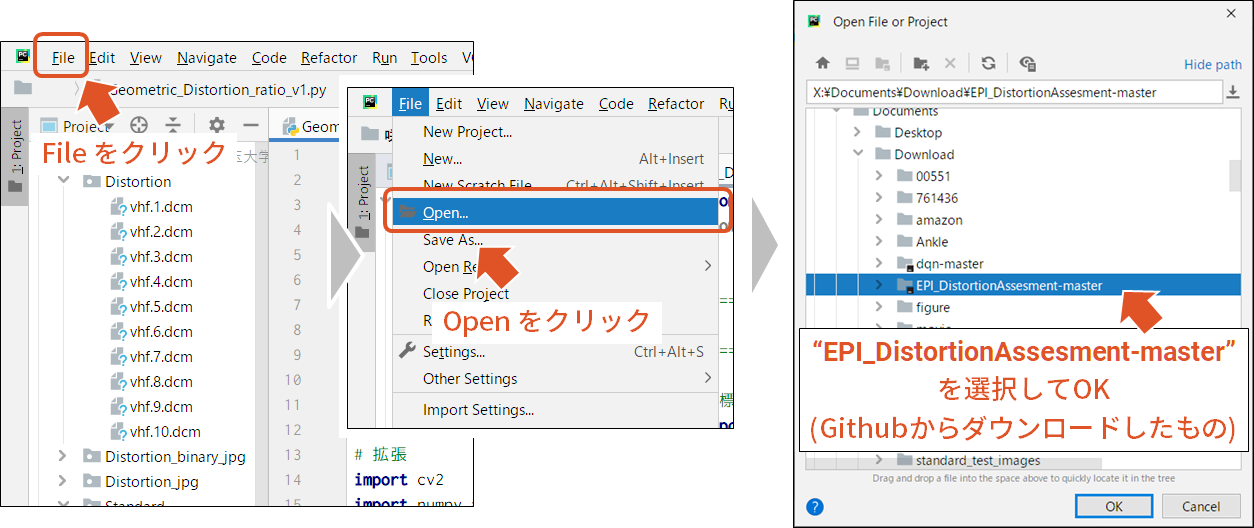 File Edit View Navigate Code Refactor Run Tools
Geometric_Distortion_ratio_v1.py
1: Project
Project
Geom
File をクリック
Distortion
vhf.1.dcm
vhf.2.dcm
vhf.3.dcm
vhf.4.dcm
vhf.5.dcm
vhf.6.dcm
vhf.7.dcm
vhf.8.dcm
vhf.9.dcm
vhf.10.dcm
Distortion_binary_jpg
Distortion_jpg
Standard
1
2
3
4
5
6
7
8
9
10
11
12
13
14
15
# 拡張
import cv2
import numpy
File Edit View Navigate Code Refactor Ru
1: Project
New Project...
New... Alt+Insert
New Scratch File Ctrl+Alt+Shift+Insert
Open...
Save As...
Open Re
Close Project
Open をクリック
Settings... Ctrl+Alt+S
Other Settings
Import Settings...
Open File or Project
Hide path
X:¥Documents¥Download¥EPI_DistortionAssesment-master
Documents
Desktop
Download
00551
761436
amazon
Ankle
dqn-master
EPI_DistortionAssesment-master
figure
“EPI_DistortionAssesment-master”
を選択してOK
(Githubからダウンロードしたもの)
standard_test_images
Drag and drop a file into the space above to quickly locate it in the tree
OK Cancel